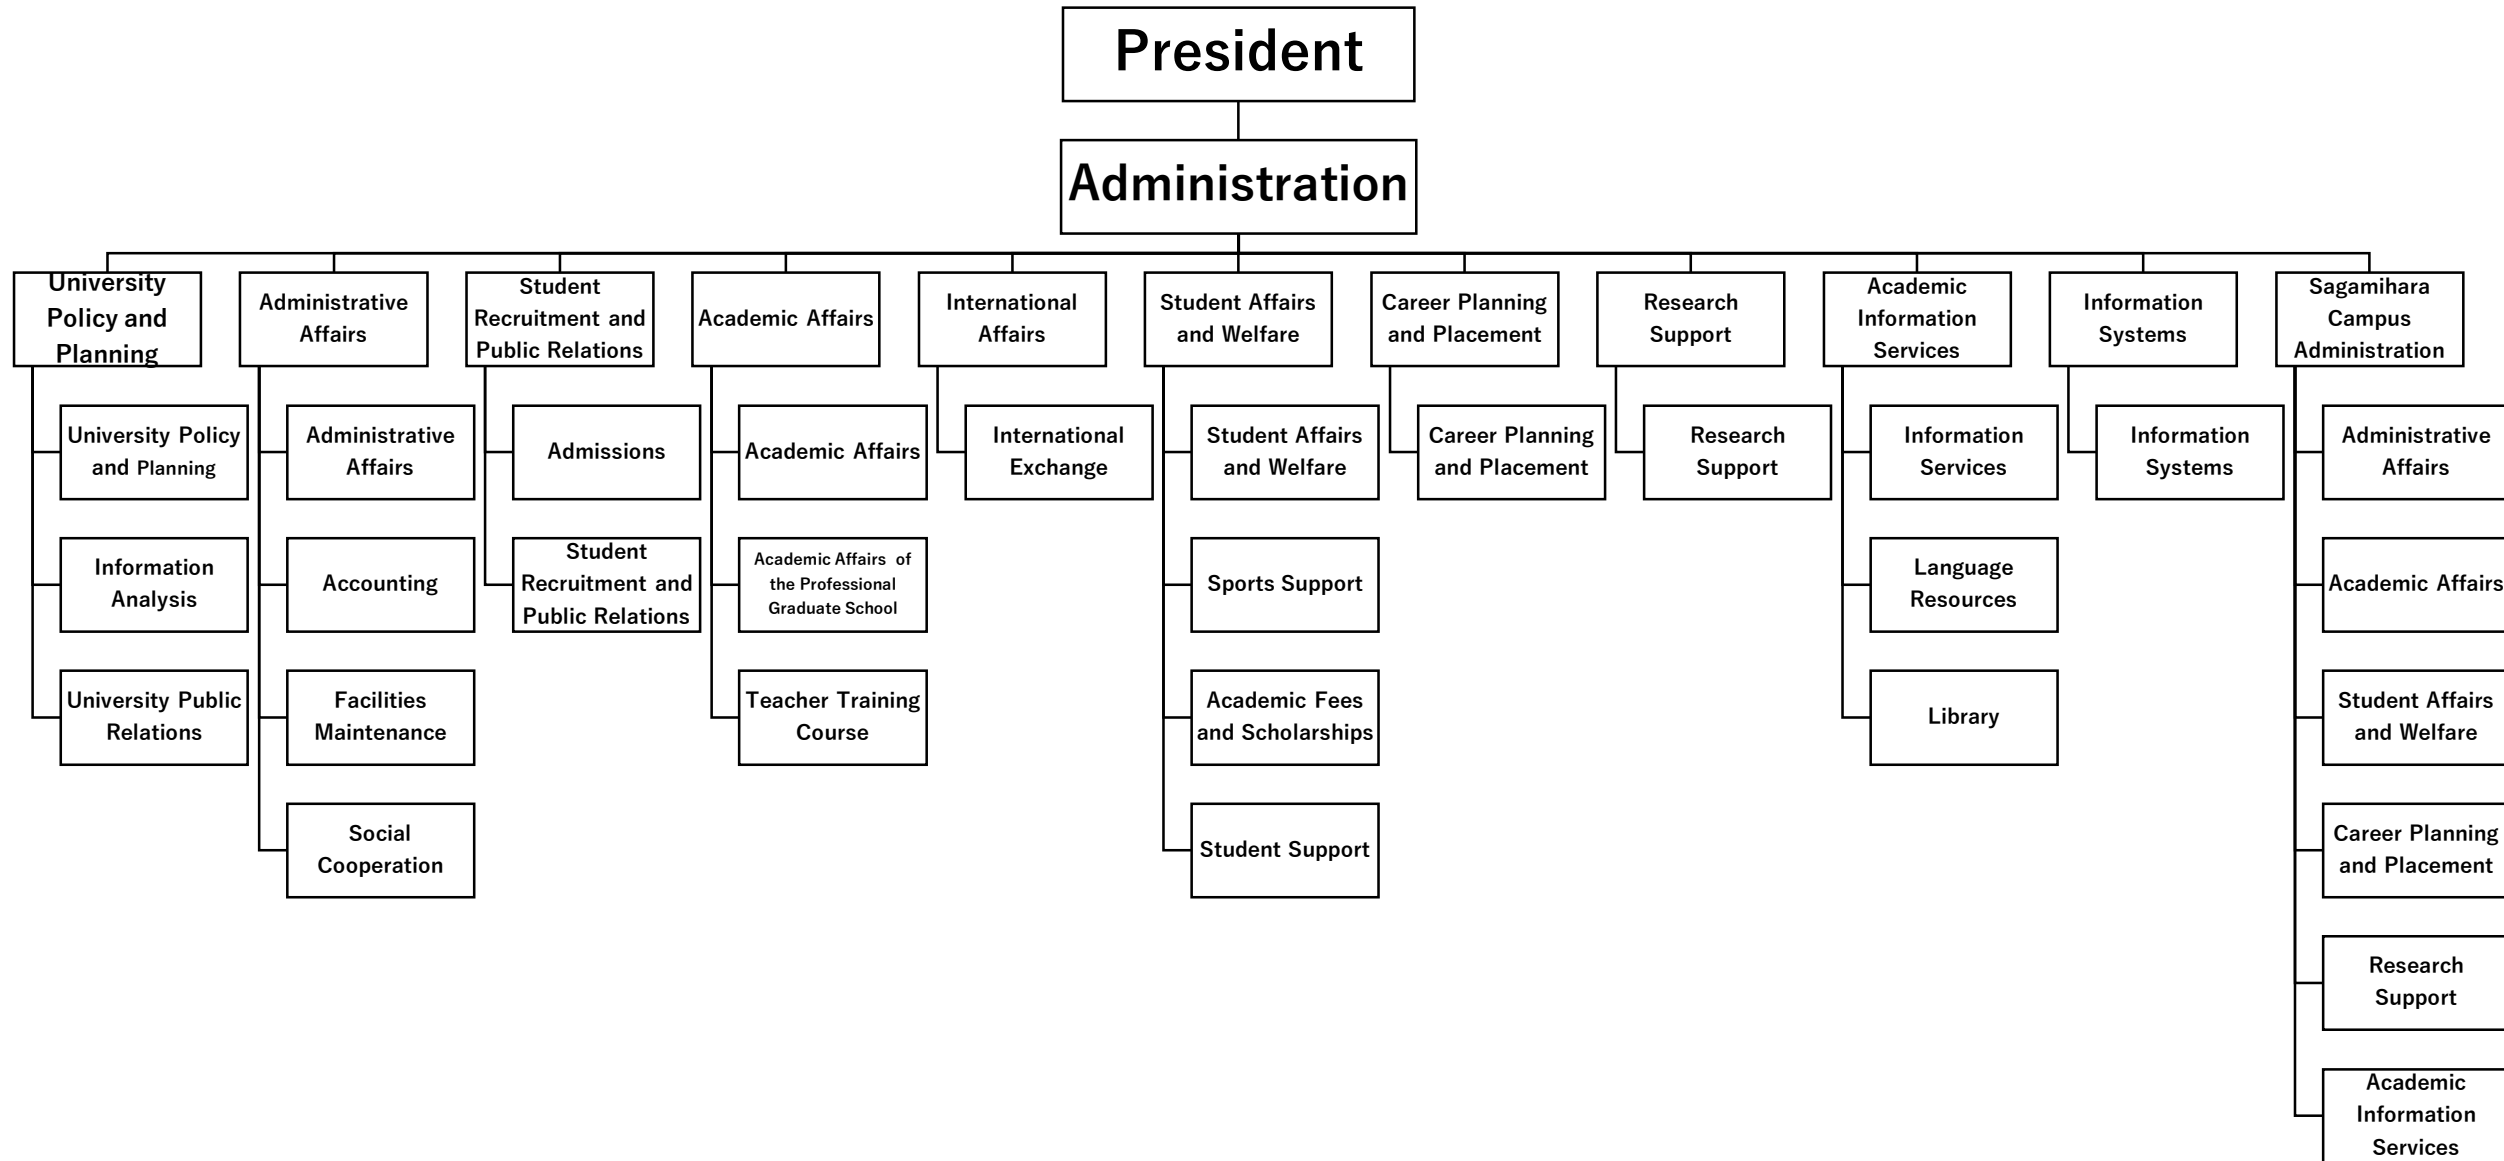 President
Administration
University
Policy and
Planning
Administrative
Affairs
Student
Recruitment and
Public Relations
Academic Affairs
International
Affairs
Student Affairs
and Welfare
Career Planning
and Placement
Research
Support
Academic
Information
Services
Information
Systems
Sagamihara
Campus
Administration
University Policy
and Planning
Information
Analysis
University Public
Relations
Administrative
Affairs
Accounting
Facilities
Maintenance
Social
Cooperation
Admissions
Student
Recruitment and
Public Relations
Academic Affairs
Academic Affairs of
the Professional
Graduate School
Teacher Training
Course
International
Exchange
Student Affairs
and Welfare
Sports Support
Academic Fees
and Scholarships
Student Support
Career Planning
and Placement
Research
Support
Information
Services
Language
Resources
Library
Information
Systems
Administrative
Affairs
Academic Affairs
Student Affairs
and Welfare
Career Planning
and Placement
Research
Support
Academic
Information
Services